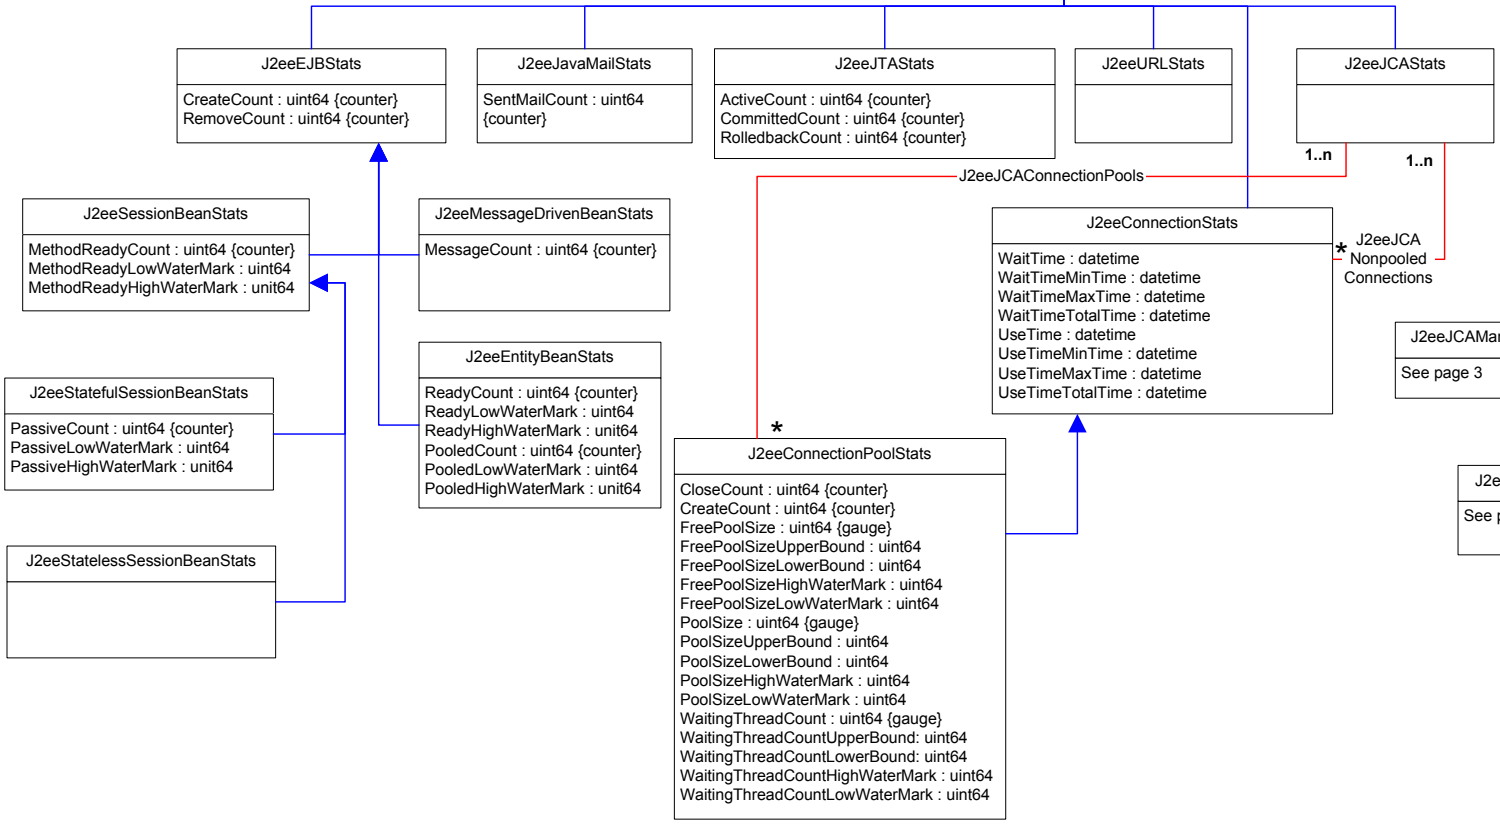 J2eeEJBStats
CreateCount : uint64 {counter}
RemoveCount : uint64 {counter}
J2eeJavaMailStats
SentMailCount : uint64
{counter}
J2eeJTAStats
ActiveCount : uint64 {counter}
CommittedCount : uint64 {counter}
RolledbackCount : uint64 {counter}
J2eeURLStats
J2eeJCAStats
1..n
1..n
J2eeJCAConnectionPools
J2eeSessionBeanStats
MethodReadyCount : uint64 {counter}
MethodReadyLowWaterMark : uint64
MethodReadyHighWaterMark : unit64
J2eeMessageDrivenBeanStats
MessageCount : uint64 {counter}
J2eeConnectionStats
WaitTime : datetime
WaitTimeMinTime : datetime
WaitTimeMaxTime : datetime
WaitTimeTotalTime : datetime
UseTime : datetime
UseTimeMinTime : datetime
UseTimeMaxTime : datetime
UseTimeTotalTime : datetime
*
J2eeJCA
Nonpooled
Connections
J2eeJCAMa
See page 3
J2eeEntityBeanStats
ReadyCount : uint64 {counter}
ReadyLowWaterMark : uint64
ReadyHighWaterMark : unit64
PooledCount : uint64 {counter}
PooledLowWaterMark : uint64
PooledHighWaterMark : unit64
J2eeStatefulSessionBeanStats
PassiveCount : uint64 {counter}
PassiveLowWaterMark : uint64
PassiveHighWaterMark : unit64
*
J2eeConnectionPoolStats
CloseCount : uint64 {counter}
CreateCount : uint64 {counter}
FreePoolSize : uint64 {gauge}
FreePoolSizeUpperBound : uint64
FreePoolSizeLowerBound : uint64
FreePoolSizeHighWaterMark : uint64
FreePoolSizeLowWaterMark : uint64
PoolSize : uint64 {gauge}
PoolSizeUpperBound : uint64
PoolSizeLowerBound : uint64
PoolSizeHighWaterMark : uint64
PoolSizeLowWaterMark : uint64
WaitingThreadCount : uint64 {gauge}
WaitingThreadCountUpperBound: uint64
WaitingThreadCountLowerBound: uint64
WaitingThreadCountHighWaterMark : uint64
WaitingThreadCountLowWaterMark : uint64
J2e
See p
J2eeStatelessSessionBeanStats